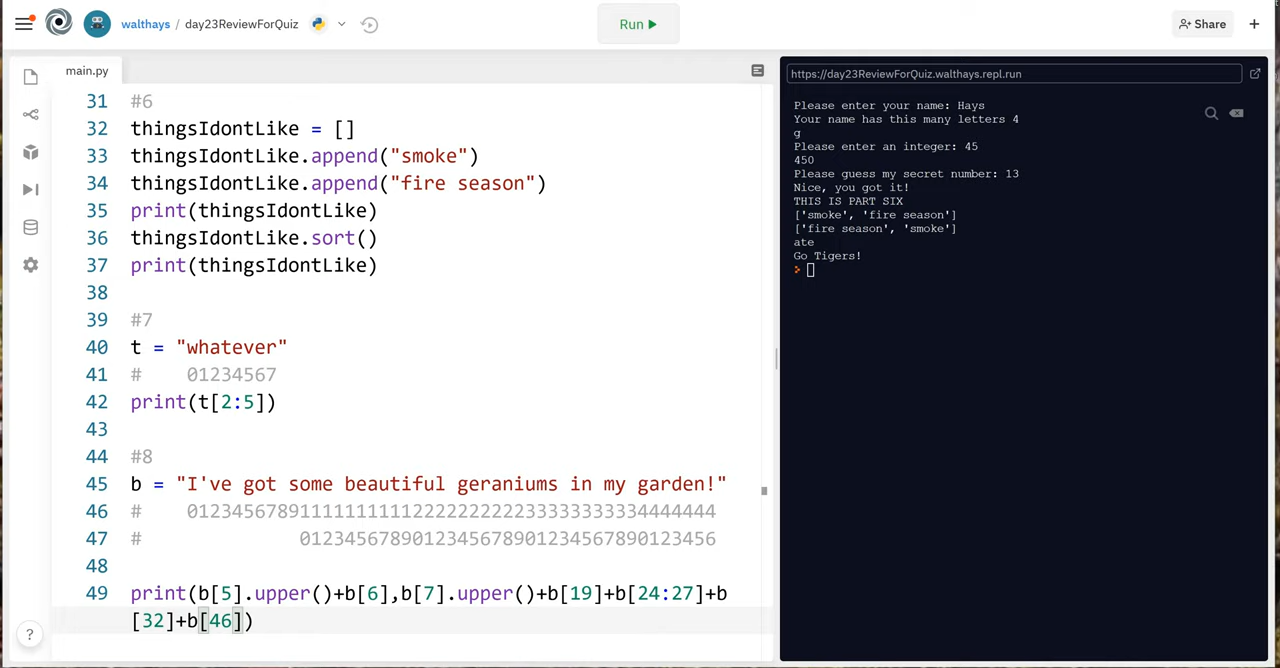 walthays / day23ReviewForQuiz
Run
Share
main.py
31 #6
32 thingsIdontLike = []
33 thingsIdontLike.append("smoke")
34 thingsIdontLike.append("fire season")
35 print(thingsIdontLike)
36 thingsIdontLike.sort()
37 print(thingsIdontLike)
38
39 #7
40 t = "whatever"
41 #    01234567
42 print(t[2:5])
43
44 #8
45 b = "I've got some beautiful geraniums in my garden!"
46 #    01234567891111111111222222222233333333334444444
47 #              0123456789012345678901234567890123456
48
49 print(b[5].upper()+b[6],b[7].upper()+b[19]+b[24:27]+b
[32]+b[46])
?
https://day23ReviewForQuiz.walthays.repl.run
Please enter your name: Hays
Your name has this many letters 4
g
Please enter an integer: 45
450
Please guess my secret number: 13
Nice, you got it!
THIS IS PART SIX
['smoke', 'fire season']
['fire season', 'smoke']
ate
Go Tigers!